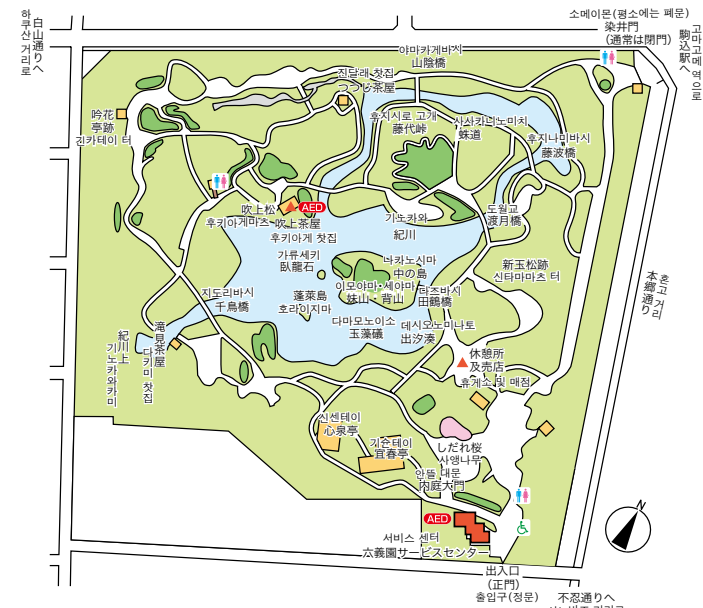 하쿠산 거리로
白山通りへ
소메이몬(평소에는 폐문)
染井門
(通常は閉門)
고마고메 역으로
駒込駅へ
야마카게바시
山陰橋
진달래 찻집
つつじ茶屋
吟花
亭跡
긴카테이 터
후지시로 고개
藤代峠
사사카니노미치
蛛道
후지나미바시
藤波橋
吹上松
후키아게마츠
AED
吹上茶屋
후키아게 찻집
기노카와
紀川
도월교
渡月橋
가류세키
臥龍石
나카노시마
中の島
이모야마·세야마
妹山・背山
新玉松跡
신타마마츠 터
혼고 거리
本郷通り
지도리바시
千鳥橋
蓬莱島
호라이지마
다즈바시
田鶴橋
다마모노이소
玉藻磯
데시오노미나토
出汐湊
紀川上
기노카와카미
滝見茶屋
다키미 찻집
休憩所
及売店
휴게소 및 매점
신센테이
心泉亭
기슌테이
宜春亭
しだれ桜
사앵나무
안뜰 대문
内庭大門
AED
서비스 센터
六義園サービスセンター
N
出入口
(正門)
출입구(정문)
不忍通りへ